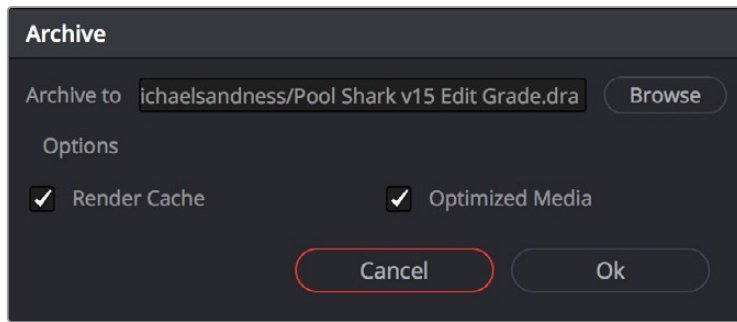 Archive
Archive to ichaelsandness/Pool Shark v15 Edit Grade.dra Browse
Options
Render Cache Optimized Media
Cancel Ok